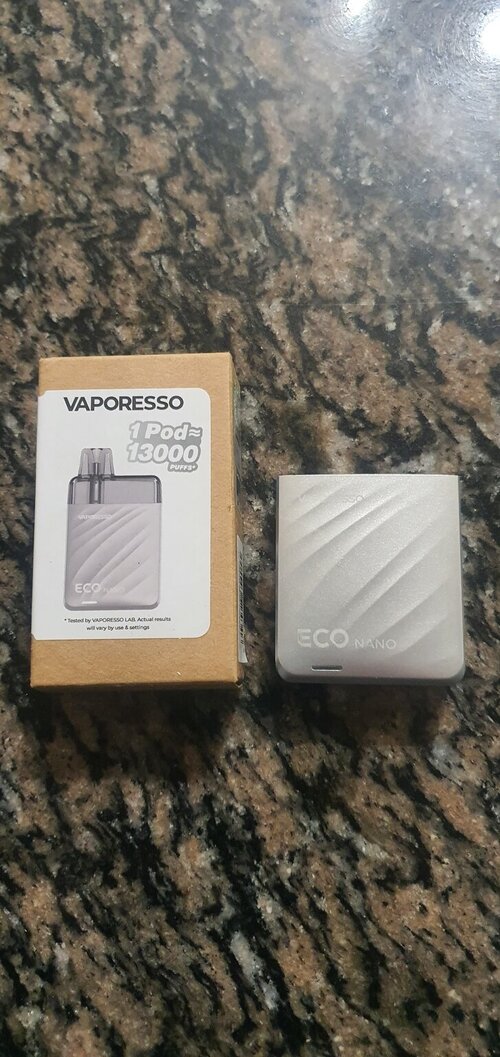 VAPORESSO
1 Pod≈
13000
PUFFS*
VAPORESSO
ECO NANO
* Tested by VAPORESSO LAB. Actual results
will vary by use & settings
ECO NANO